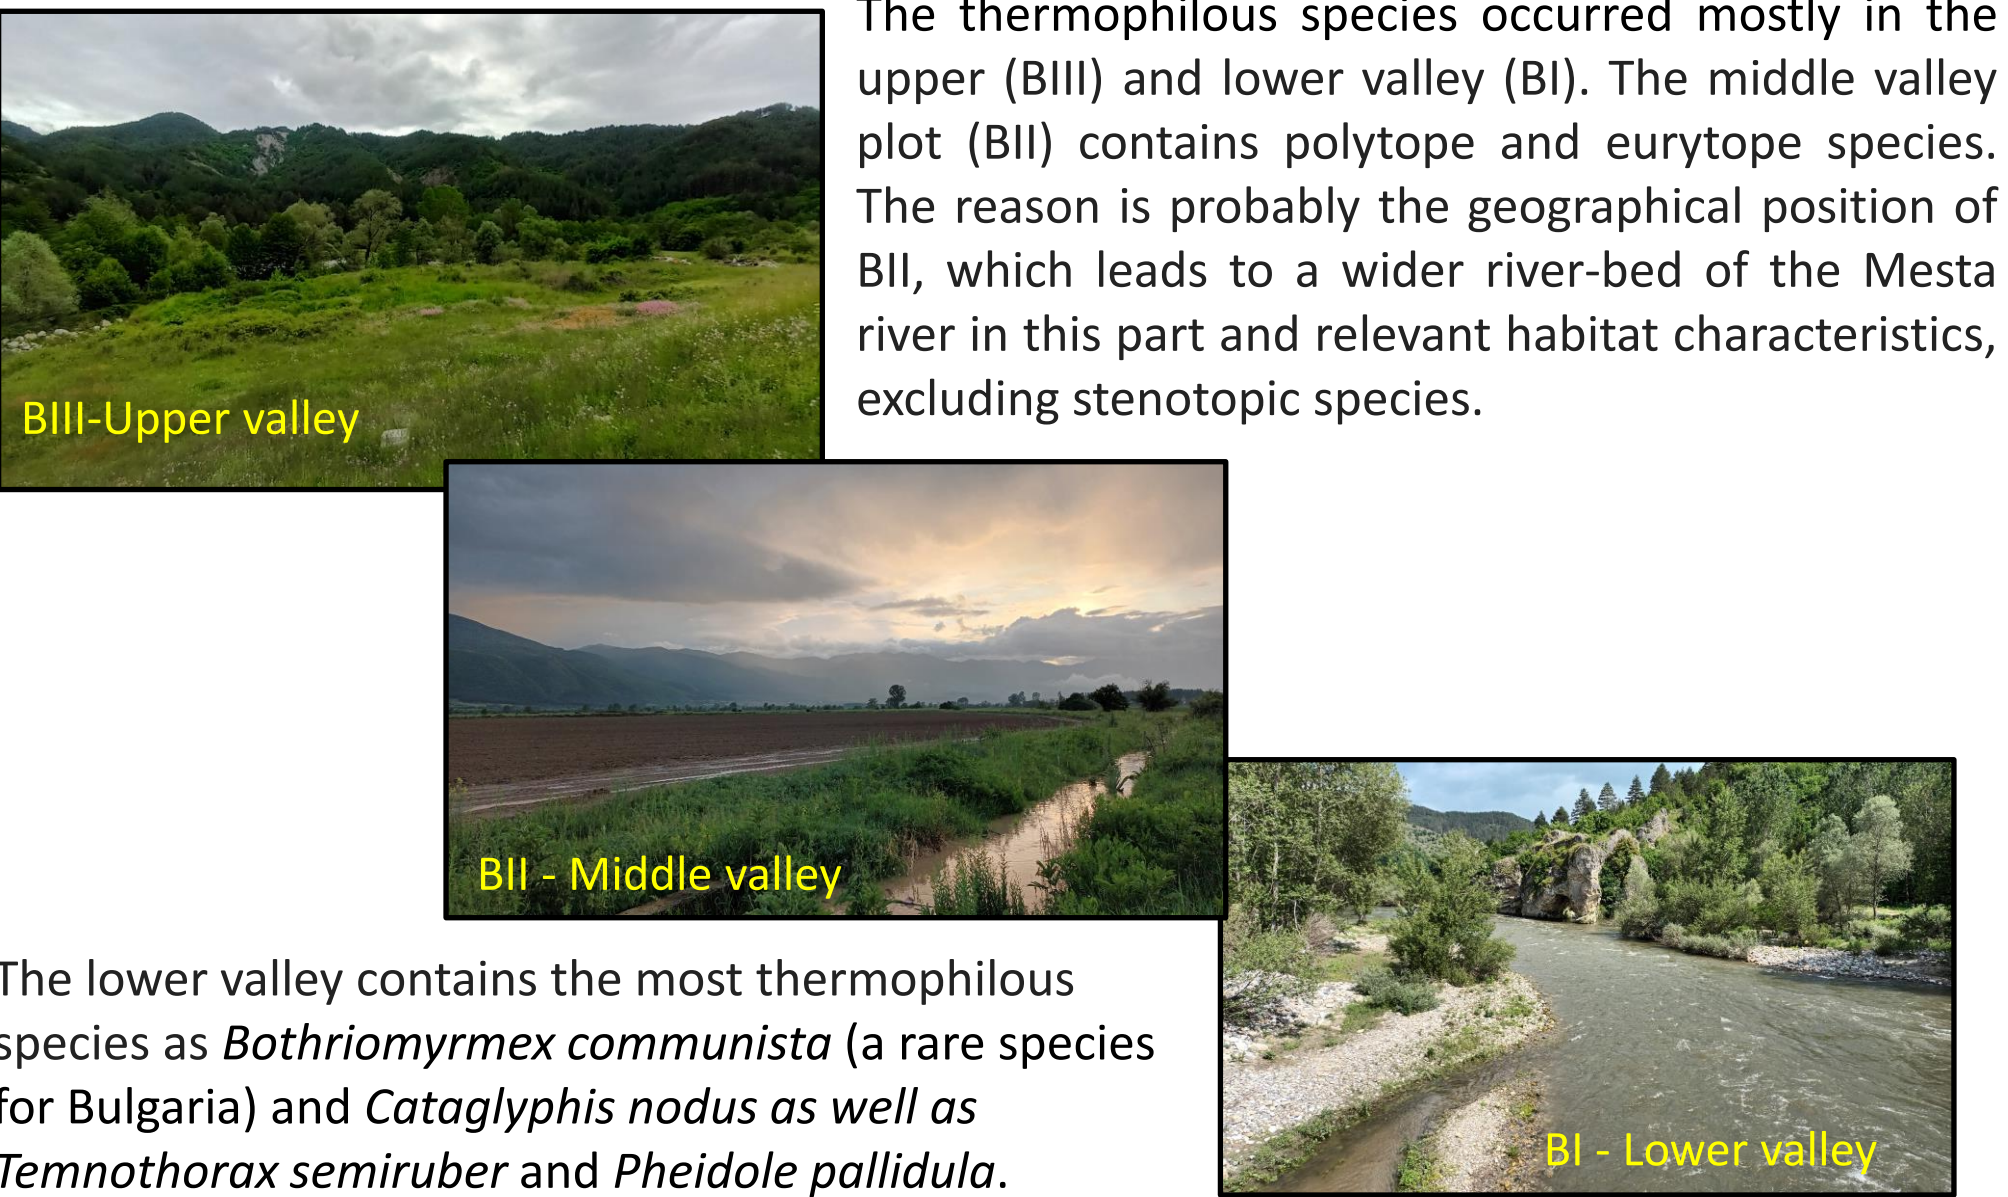 The thermophilous species occurred mostly in the
upper (BIII) and lower valley (BI). The middle valley
plot (BII) contains polytope and eurytope species.
The reason is probably the geographical position of
BII, which leads to a wider river-bed of the Mesta
river in this part and relevant habitat characteristics,
excluding stenotopic species.
BIII-Upper valley
BII - Middle valley
BI - Lower valley
The lower valley contains the most thermophilous
species as Bothriomyrmex communista (a rare species
for Bulgaria) and Cataglyphis nodus as well as
Temnothorax semiruber and Pheidole pallidula.